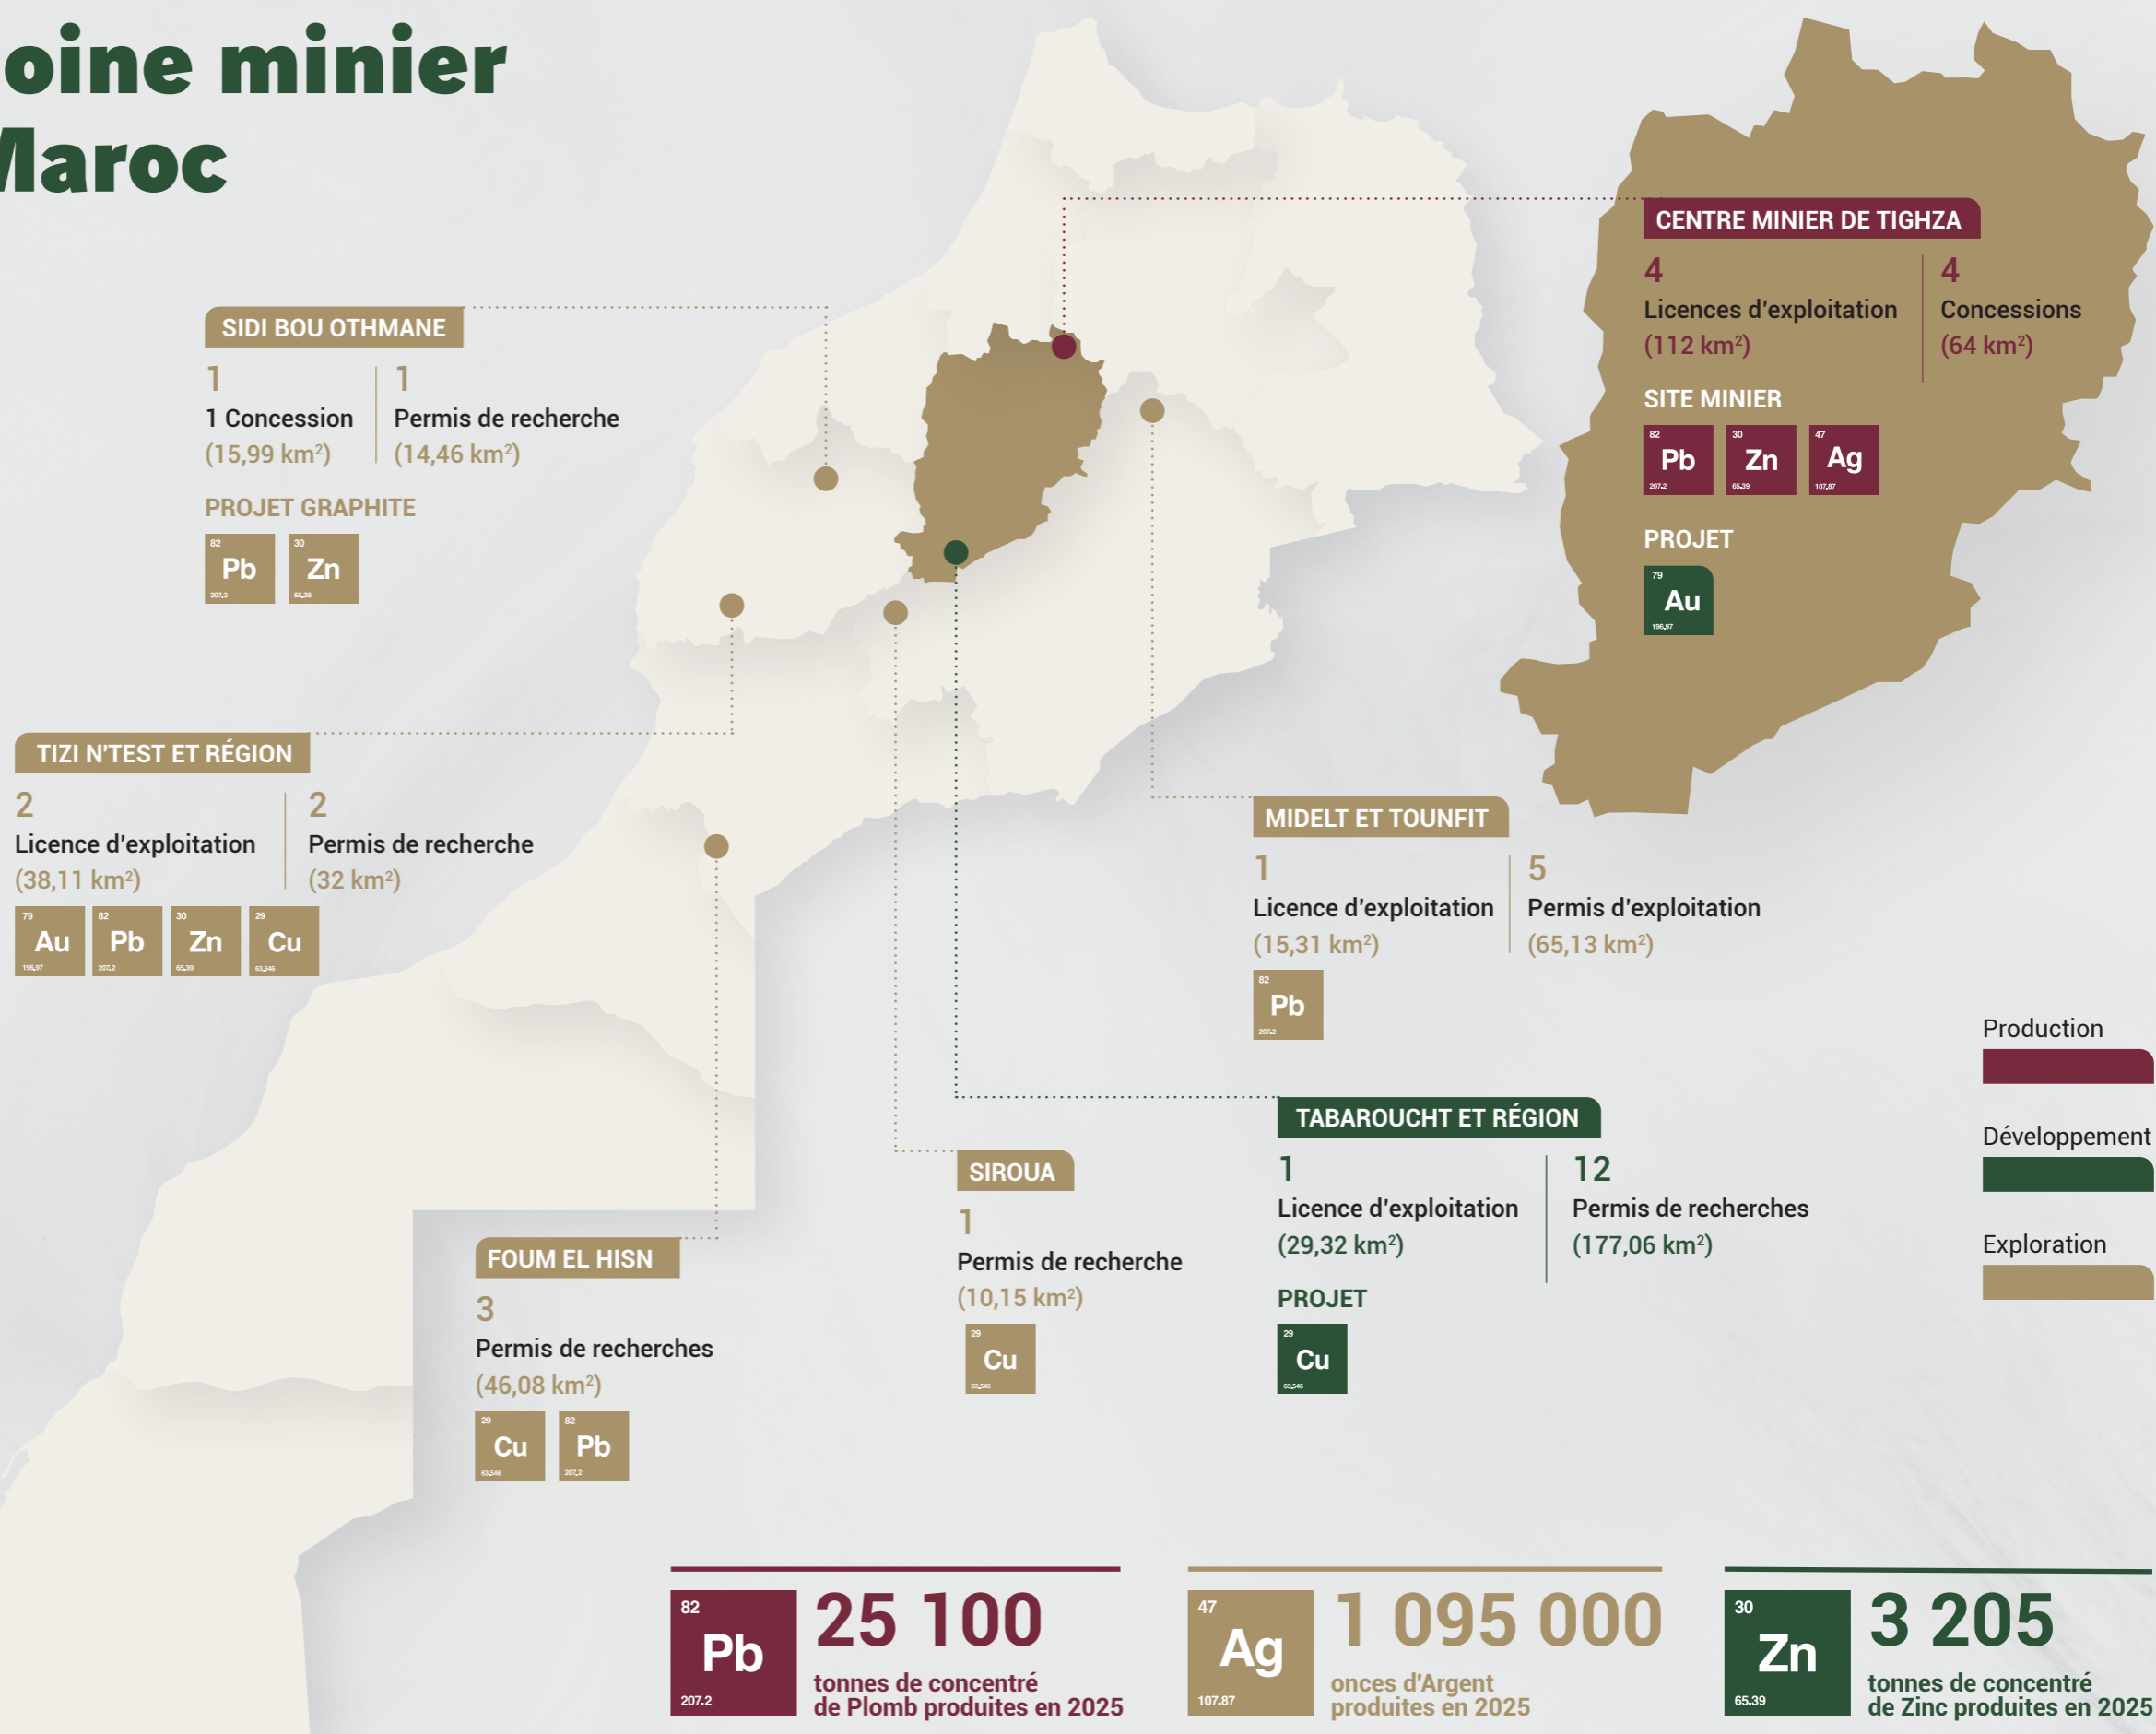 oine minier
Maroc
SIDI BOU OTHMANE
1
1 Concession
(15,99 km²)
1
Permis de recherche
(14,46 km²)
PROJET GRAPHITE
82
Pb
207.2
30
Zn
65.39
TIZI N'TEST ET RÉGION
2
Licence d'exploitation
(38,11 km²)
2
Permis de recherche
(32 km²)
79
Au
196.97
82
Pb
207.2
30
Zn
65.39
29
Cu
63.546
CENTRE MINIER DE TIGHZA
4
Licences d'exploitation
(112 km²)
4
Concessions
(64 km²)
SITE MINIER
82
Pb
207.2
30
Zn
65.39
47
Ag
107.87
PROJET
79
Au
196.97
MIDELT ET TOUNFIT
1
Licence d'exploitation
(15,31 km²)
5
Permis d'exploitation
(65,13 km²)
82
Pb
207.2
TABAROUCHT ET RÉGION
1
Licence d'exploitation
(29,32 km²)
12
Permis de recherches
(177,06 km²)
PROJET
29
Cu
63.546
SIROUA
1
Permis de recherche
(10,15 km²)
29
Cu
63.546
FOUM EL HISN
3
Permis de recherches
(46,08 km²)
29
Cu
63.546
82
Pb
207.2
Production
Développement
Exploration
82
Pb
207.2
25 100
tonnes de concentré
de Plomb produites en 2025
47
Ag
107.87
1 095 000
onces d'Argent
produites en 2025
30
Zn
65.39
3 205
tonnes de concentré
de Zinc produites en 2025